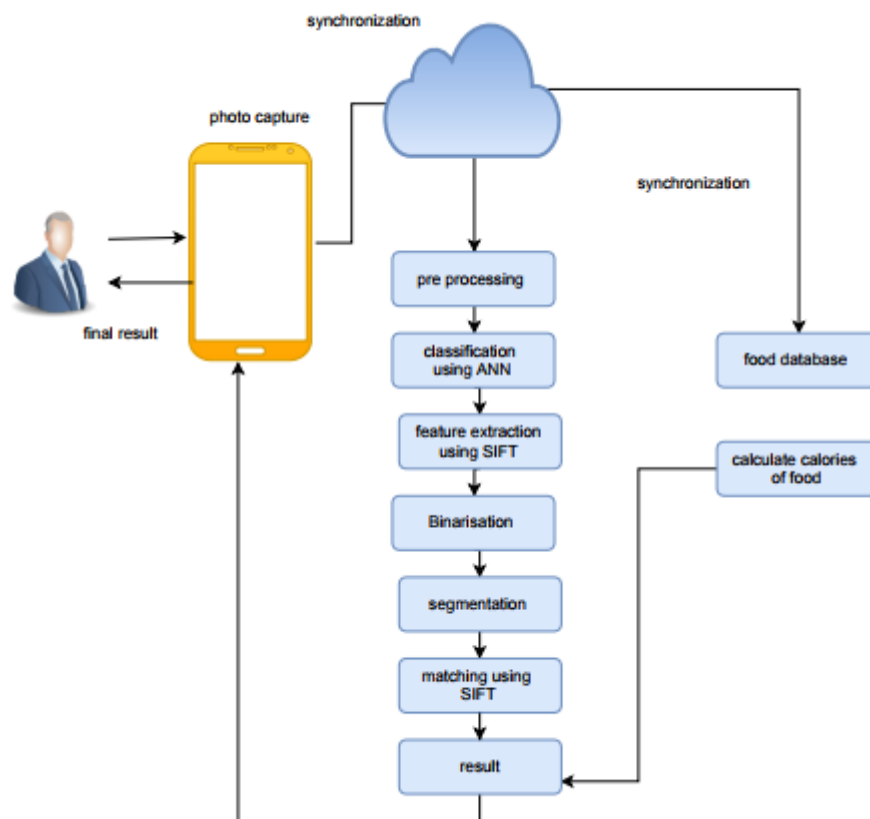 synchronization
photo capture
synchronization
final result
pre processing
classification
using ANN
food database
feature extraction
using SIFT
calculate calories
of food
Binarisation
segmentation
matching using
SIFT
result